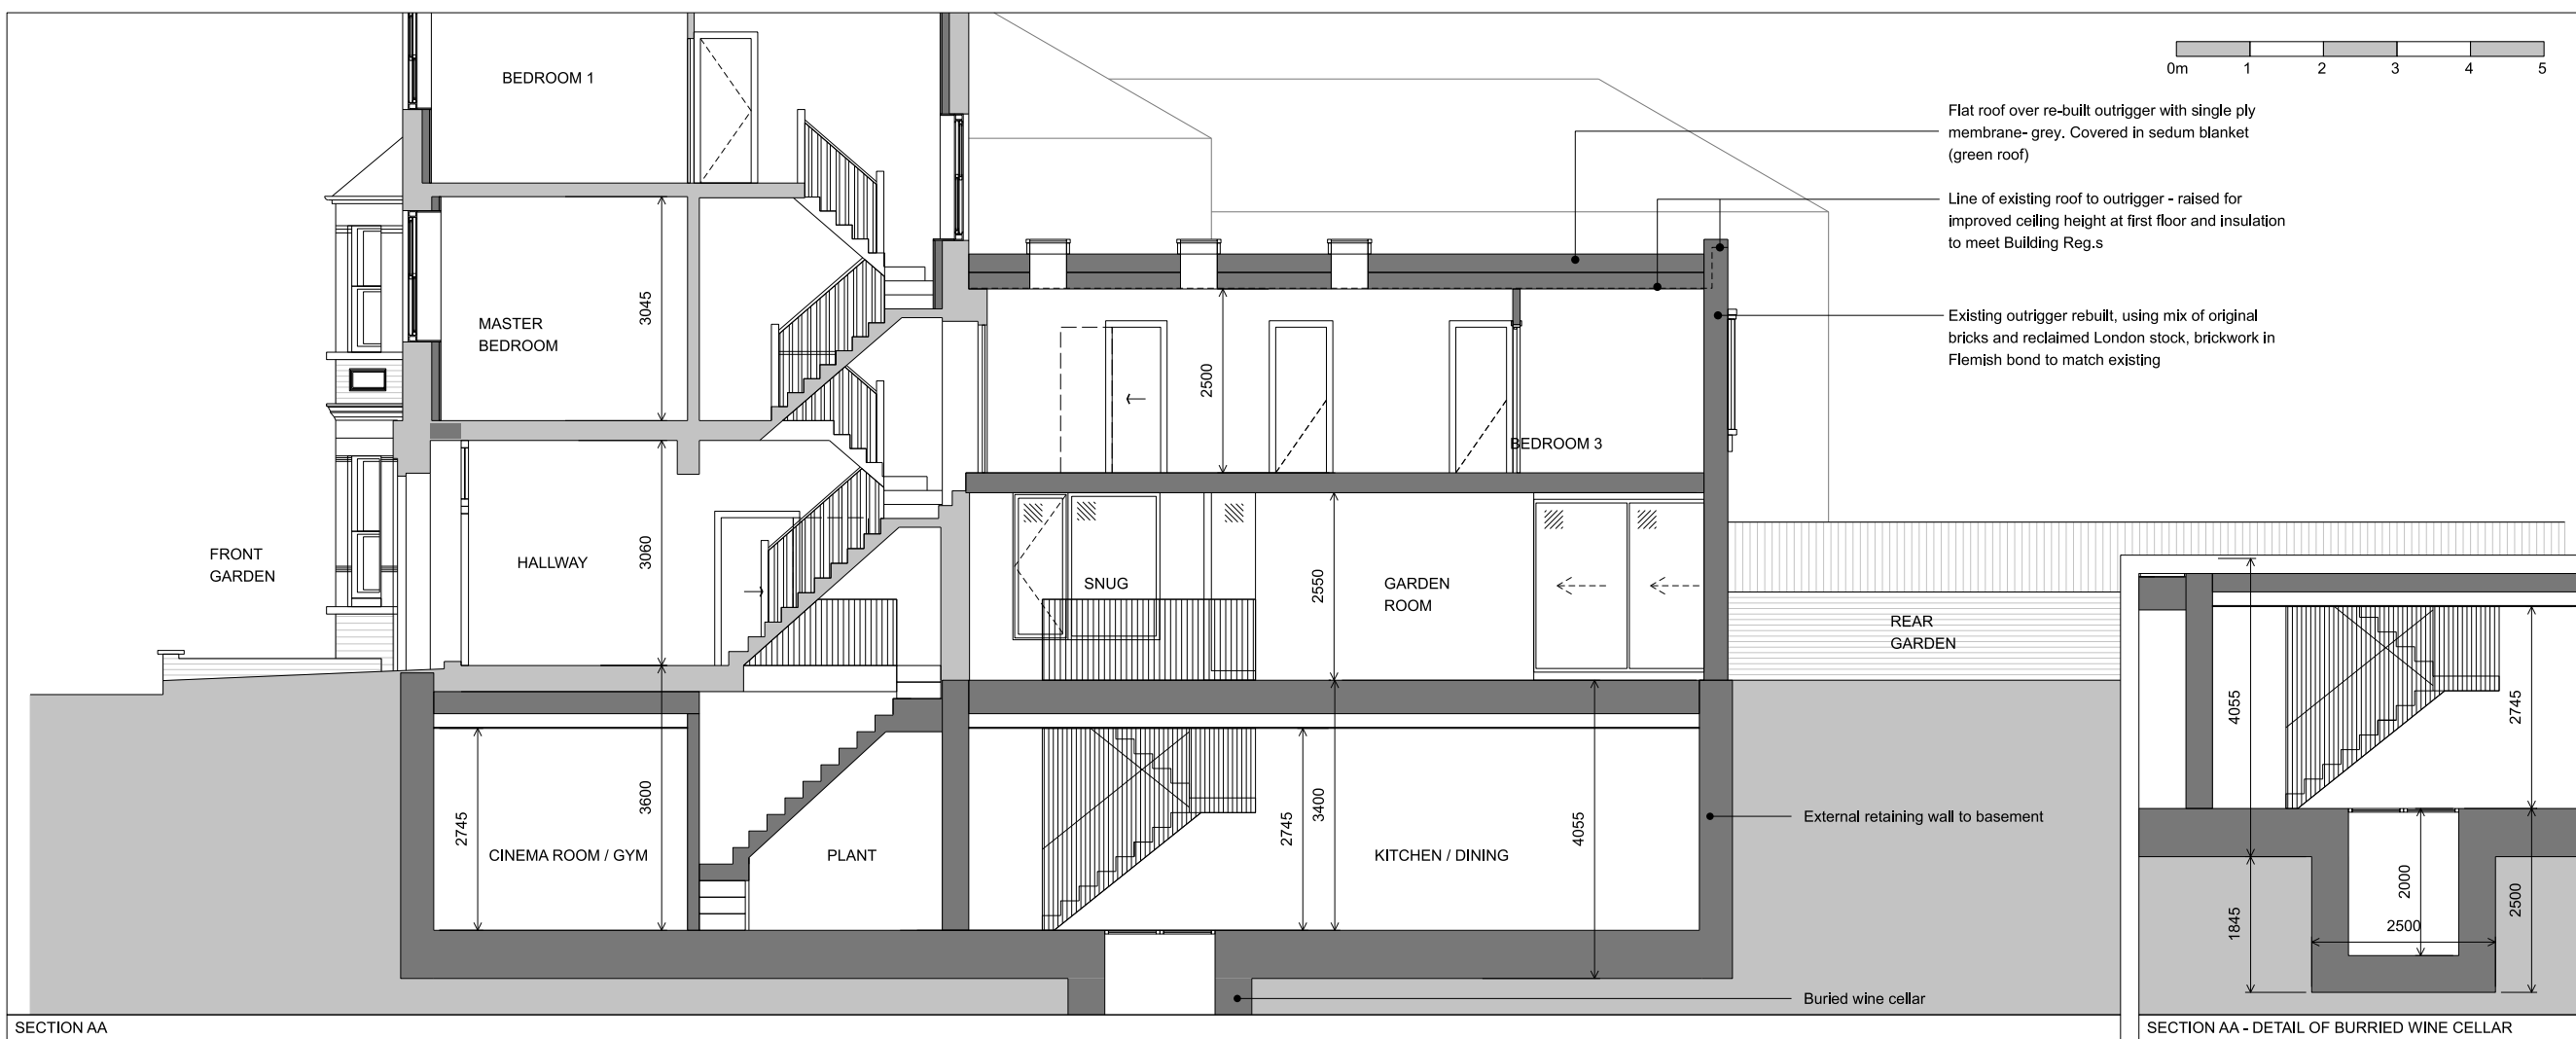 BEDROOM 1
0m 1 2 3 4 5
Flat roof over re-built outrigger with single ply
membrane- grey. Covered in sedum blanket
(green roof)
Line of existing roof to outrigger - raised for
improved ceiling height at first floor and insulation
to meet Building Reg.s
Existing outrigger rebuilt, using mix of original
bricks and reclaimed London stock, brickwork in
Flemish bond to match existing
MASTER
BEDROOM
3045
2500
BEDROOM 3
FRONT
GARDEN
HALLWAY
3060
SNUG
2550
GARDEN
ROOM
REAR
GARDEN
2745
CINEMA ROOM / GYM
3600
PLANT
2745
3400
KITCHEN / DINING
4055
External retaining wall to basement
Buried wine cellar
4055
2745
1845
2000
2500
2500
SECTION AA
SECTION AA - DETAIL OF BURRIED WINE CELLAR